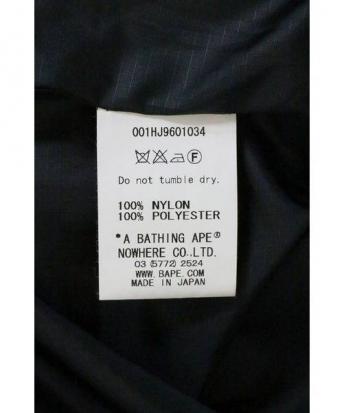 001HJ9601034
F
Do not tumble dry.
100% NYLON
100% POLYESTER
*A BATHING APE®
NOWHERE CO.,LTD.
03(5772)2524
WWW.BAPE.COM
MADE IN JAPAN